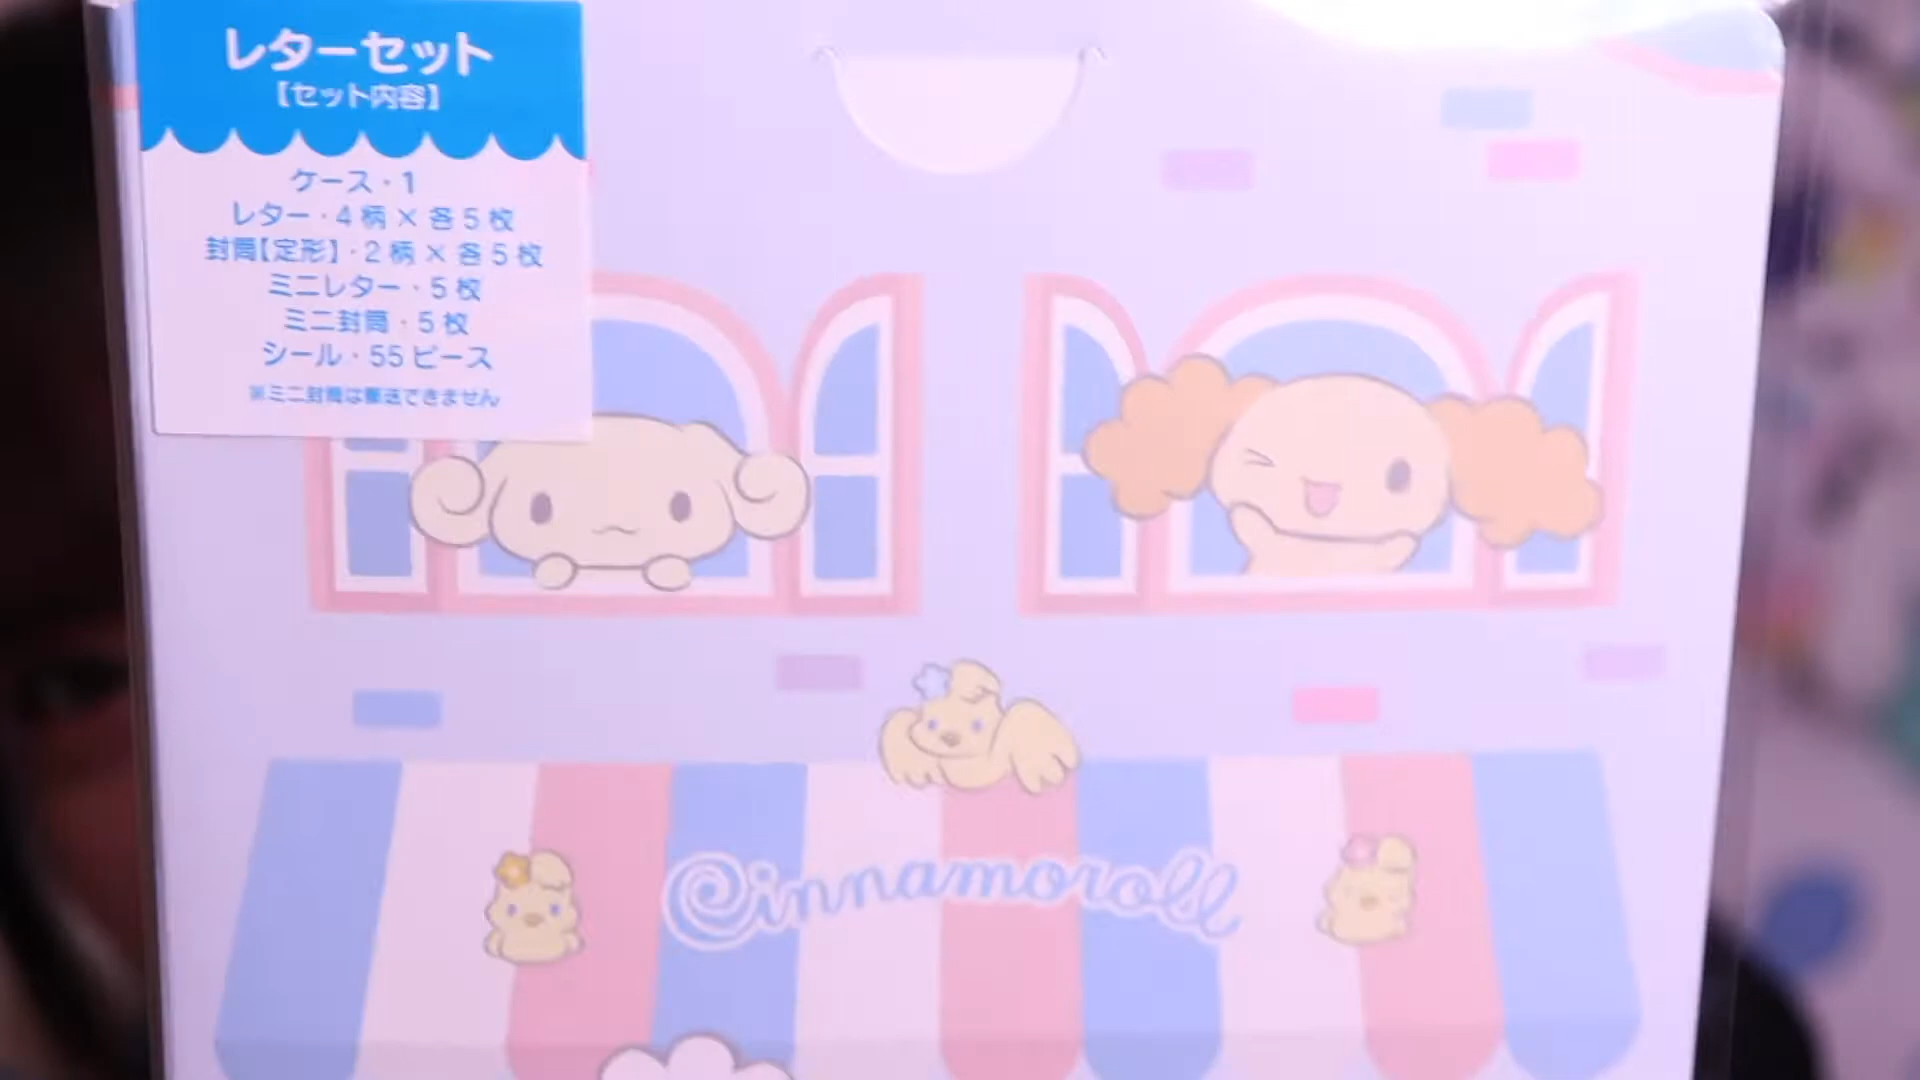 レターセット
【セット内容】
ケース・1
レター・4柄×各5枚
封筒【定形】・2柄×各5枚
ミニレター・5枚
ミニ封筒・5枚
シール・55ピース
※ミニ封筒は郵送できません
Cinnamoroll